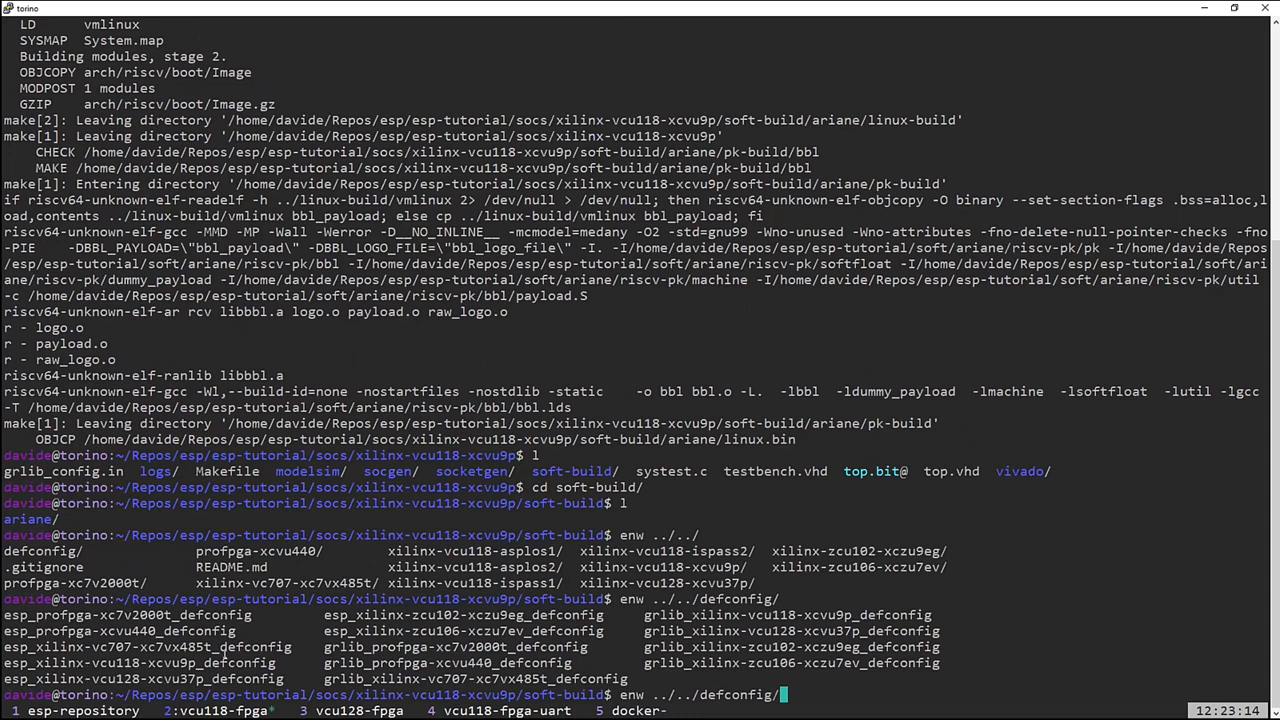 torino
LD      vmlinux
SYSMAP  System.map
Building modules, stage 2.
OBJCOPY arch/riscv/boot/Image
MODPOST 1 modules
GZIP    arch/riscv/boot/Image.gz
make[2]: Leaving directory '/home/davide/Repos/esp/esp-tutorial/socs/xilinx-vcu118-xcvu9p/soft-build/ariane/linux-build'
make[1]: Leaving directory '/home/davide/Repos/esp/esp-tutorial/socs/xilinx-vcu118-xcvu9p'
CHECK /home/davide/Repos/esp/esp-tutorial/socs/xilinx-vcu118-xcvu9p/soft-build/ariane/pk-build/bbl
MAKE /home/davide/Repos/esp/esp-tutorial/socs/xilinx-vcu118-xcvu9p/soft-build/ariane/pk-build/bbl
make[1]: Entering directory '/home/davide/Repos/esp/esp-tutorial/socs/xilinx-vcu118-xcvu9p/soft-build/ariane/pk-build'
if riscv64-unknown-elf-readelf -h ../linux-build/vmlinux 2> /dev/null > /dev/null; then riscv64-unknown-elf-objcopy -O binary --set-section-flags .bss=alloc,l
oad,contents ../linux-build/vmlinux bbl_payload; else cp ../linux-build/vmlinux bbl_payload; fi
riscv64-unknown-elf-gcc -MMD -MP -Wall -Werror -D__NO_INLINE__ -mcmodel=medany -O2 -std=gnu99 -Wno-unused -Wno-attributes -fno-delete-null-pointer-checks -fno
-PIE    -DBBL_PAYLOAD=\"bbl_payload\" -DBBL_LOGO_FILE=\"bbl_logo_file\" -I. -I/home/davide/Repos/esp/esp-tutorial/soft/ariane/riscv-pk/pk -I/home/davide/Repos
/esp/esp-tutorial/soft/ariane/riscv-pk/bbl -I/home/davide/Repos/esp/esp-tutorial/soft/ariane/riscv-pk/softfloat -I/home/davide/Repos/esp/esp-tutorial/soft/ari
ane/riscv-pk/dummy_payload -I/home/davide/Repos/esp/esp-tutorial/soft/ariane/riscv-pk/machine -I/home/davide/Repos/esp/esp-tutorial/soft/ariane/riscv-pk/util
-c /home/davide/Repos/esp/esp-tutorial/soft/ariane/riscv-pk/bbl/payload.S
riscv64-unknown-elf-ar rcv libbbl.a logo.o payload.o raw_logo.o
r - logo.o
r - payload.o
r - raw_logo.o
riscv64-unknown-elf-ranlib libbbl.a
riscv64-unknown-elf-gcc -Wl,--build-id=none -nostartfiles -nostdlib -static    -o bbl bbl.o -L. -lbbl -ldummy_payload -lmachine -lsoftfloat -lutil -lgcc
-T /home/davide/Repos/esp/esp-tutorial/soft/ariane/riscv-pk/bbl/bbl.lds
make[1]: Leaving directory '/home/davide/Repos/esp/esp-tutorial/socs/xilinx-vcu118-xcvu9p/soft-build/ariane/pk-build'
OBJCP /home/davide/Repos/esp/esp-tutorial/socs/xilinx-vcu118-xcvu9p/soft-build/ariane/linux.bin
davide@torino:~/Repos/esp/esp-tutorial/socs/xilinx-vcu118-xcvu9p$ l
grlib_config.in  logs/  Makefile  modelsim/  socgen/  socketgen/  soft-build/  systest.c  testbench.vhd  top.bit@  top.vhd  vivado/
davide@torino:~/Repos/esp/esp-tutorial/socs/xilinx-vcu118-xcvu9p$ cd soft-build/
davide@torino:~/Repos/esp/esp-tutorial/socs/xilinx-vcu118-xcvu9p/soft-build$ l
ariane/
davide@torino:~/Repos/esp/esp-tutorial/socs/xilinx-vcu118-xcvu9p/soft-build$ enw ../../
defconfig/  profpga-xcvu440/  xilinx-vcu118-asplos1/  xilinx-vcu118-ispass2/  xilinx-zcu102-xczu9eg/
.gitignore  README.md  xilinx-vcu118-asplos2/  xilinx-vcu118-xcvu9p/  xilinx-zcu106-xczu7ev/
profpga-xc7v2000t/  xilinx-vc707-xc7vx485t/  xilinx-vcu118-ispass1/  xilinx-vcu128-xcvu37p/
davide@torino:~/Repos/esp/esp-tutorial/socs/xilinx-vcu118-xcvu9p/soft-build$ enw ../../defconfig/
esp_profpga-xc7v2000t_defconfig  esp_xilinx-zcu102-xczu9eg_defconfig  grlib_xilinx-vcu118-xcvu9p_defconfig
esp_profpga-xcvu440_defconfig  esp_xilinx-zcu106-xczu7ev_defconfig  grlib_xilinx-vcu128-xcvu37p_defconfig
esp_xilinx-vc707-xc7vx485t_defconfig  grlib_profpga-xc7v2000t_defconfig  grlib_xilinx-zcu102-xczu9eg_defconfig
esp_xilinx-vcu118-xcvu9p_defconfig  grlib_profpga-xcvu440_defconfig  grlib_xilinx-zcu106-xczu7ev_defconfig
esp_xilinx-vcu128-xcvu37p_defconfig  grlib_xilinx-vc707-xc7vx485t_defconfig
davide@torino:~/Repos/esp/esp-tutorial/socs/xilinx-vcu118-xcvu9p/soft-build$ enw ../../defconfig/
1 esp-repository  2:vcu118-fpga*  3 vcu128-fpga  4 vcu118-fpga-uart  5 docker-  12:23:14